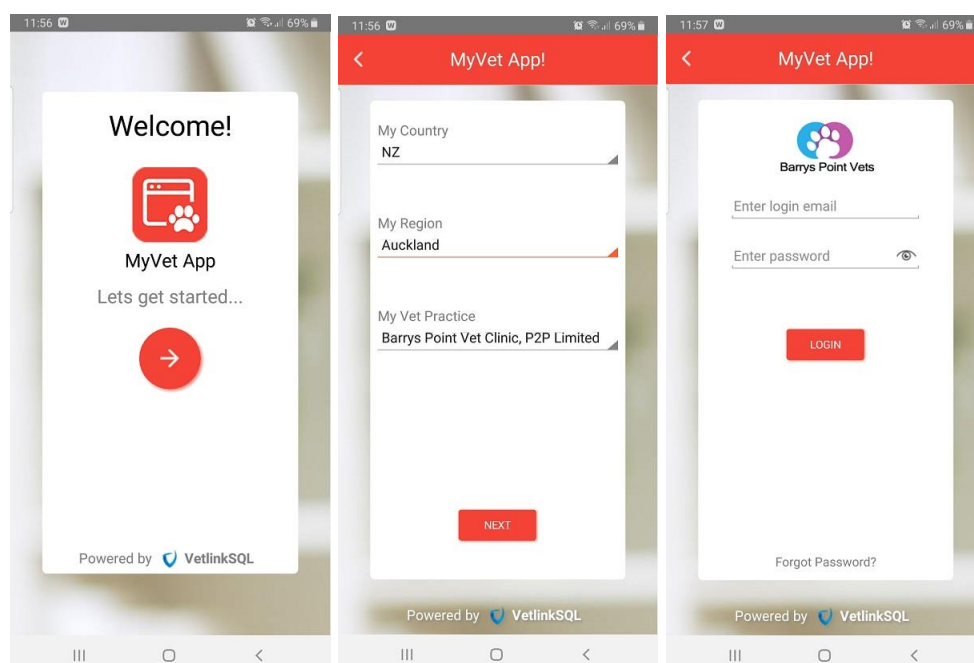 11:56 W 69%
Welcome!
MyVet App
Lets get started...
Powered by VetlinkSQL
11:56 W 69%
MyVet App!
My Country
NZ
My Region
Auckland
My Vet Practice
Barrys Point Vet Clinic, P2P Limited
NEXT
Powered by VetlinkSQL
11:57 W 69%
MyVet App!
Barrys Point Vets
Enter login email
Enter password
LOGIN
Forgot Password?
Powered by VetlinkSQL